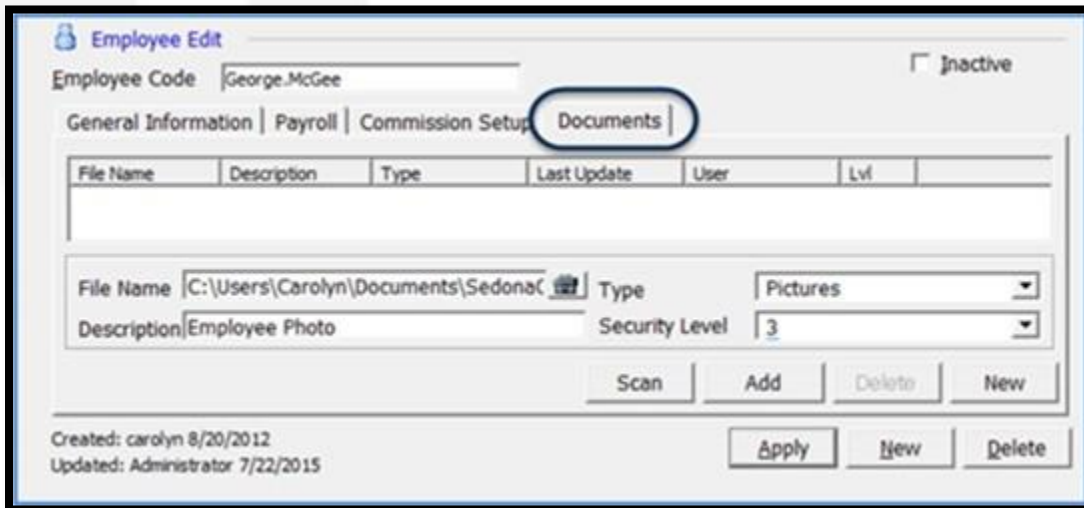 Employee Edit
Employee Code George.McGee Inactive
General Information Payroll Commission Setup Documents
File Name Description Type Last Update User Lvl
File Name C:\Users\Carolyn\Documents\Sedona( Type Pictures
Description Employee Photo Security Level 3
Scan Add Delete New
Created: carolyn 8/20/2012
Updated: Administrator 7/22/2015
Apply New Delete